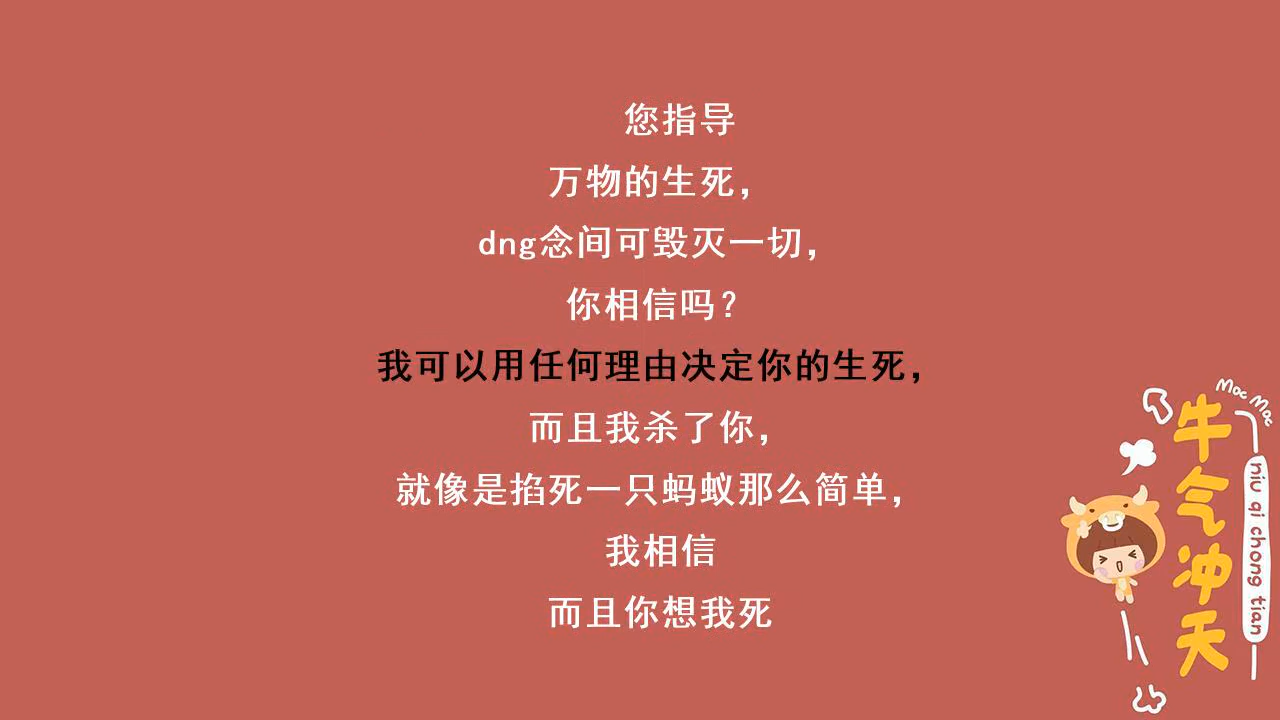 您指导
万物的生死，
dng念间可毁灭一切，
你相信吗？
我可以用任何理由决定你的生死，
而且我杀了你，
就像是掐死一只蚂蚁那么简单，
我相信
而且你想我死
Moc Moc
牛气冲天
niu qi chong tian